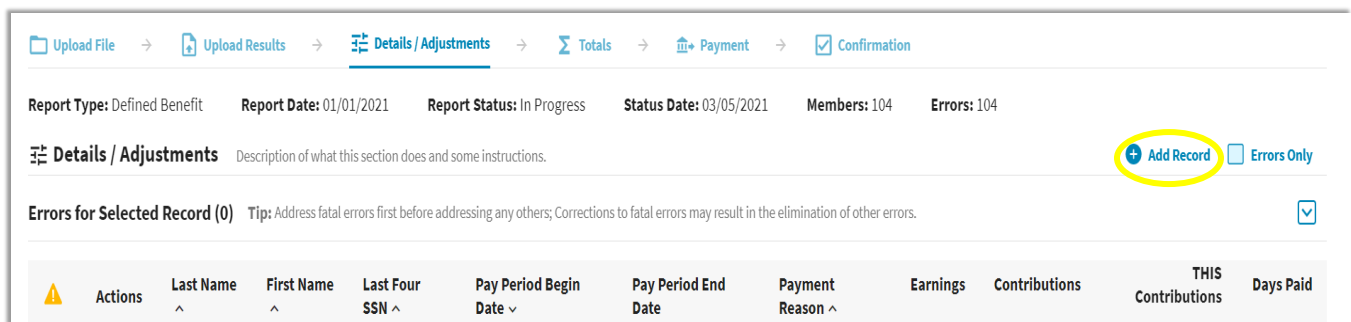 Upload File → Upload Results → Details / Adjustments → Totals → Payment → Confirmation
Report Type: Defined Benefit Report Date: 01/01/2021 Report Status: In Progress Status Date: 03/05/2021 Members: 104 Errors: 104
Details / Adjustments Description of what this section does and some instructions. Add Record Errors Only
Errors for Selected Record (0) Tip: Address fatal errors first before addressing any others; Corrections to fatal errors may result in the elimination of other errors.
Actions Last Name First Name Last Four SSN Pay Period Begin Date Pay Period End Date Payment Reason Earnings Contributions THIS Contributions Days Paid